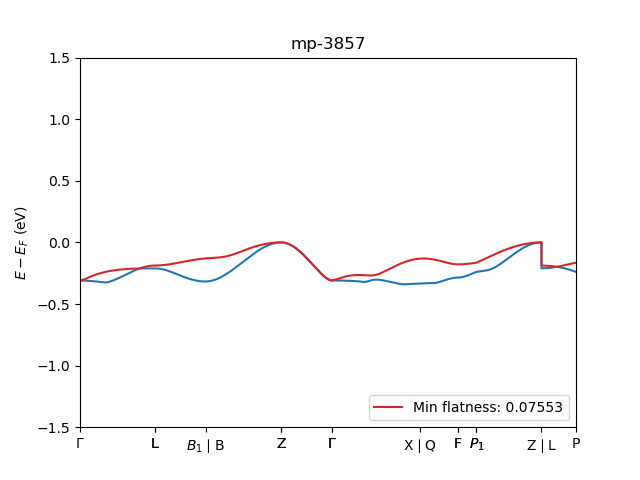 mp-3857
E − E_F (eV)
1.5
1.0
0.5
0.0
−0.5
−1.0
−1.5
Min flatness: 0.07553
Γ L B₁ | B Z Γ X | Q F P₁ Z | L P